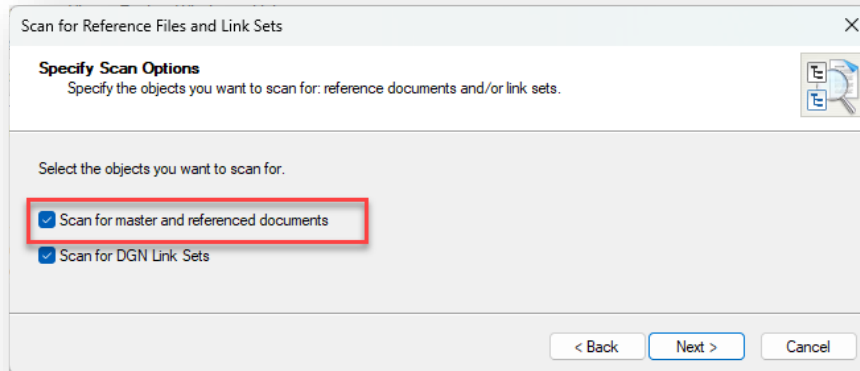 Scan for Reference Files and Link Sets
Specify Scan Options
Specify the objects you want to scan for: reference documents and/or link sets.
Select the objects you want to scan for.
Scan for master and referenced documents
Scan for DGN Link Sets
< Back
Next >
Cancel